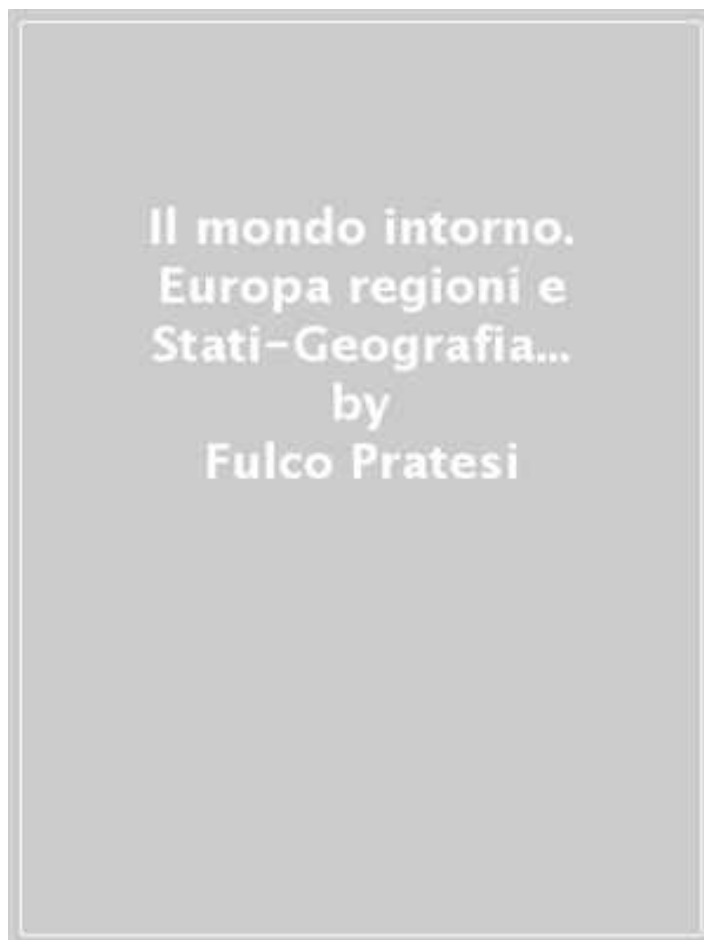 Il mondo intorno.
Europa regioni e
Stati-Geografia...
by
Fulco Pratesi